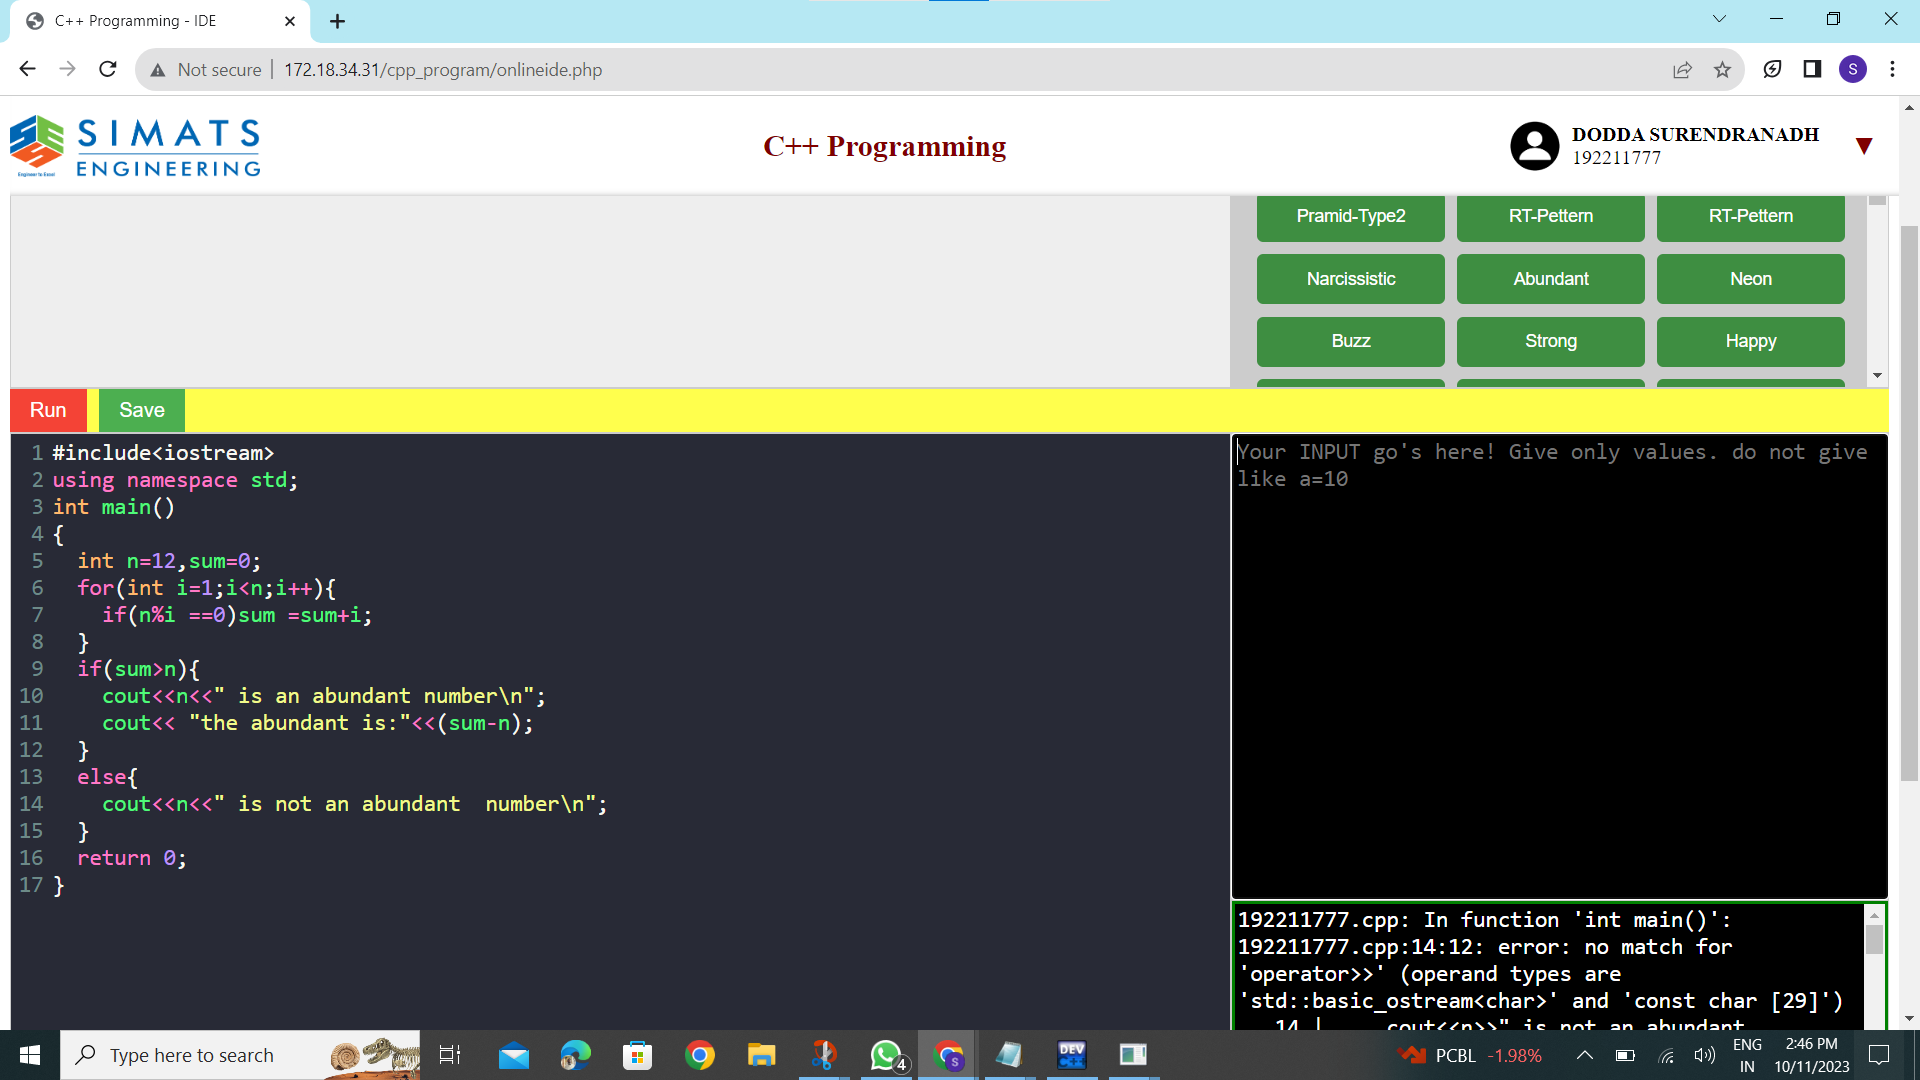 C++ Programming - IDE
Not secure
172.18.34.31/cpp_program/onlineide.php
S
SIMATS
ENGINEERING
Engineer to Excel
C++ Programming
DODDA SURENDRANADH
192211777
Pramid-Type2 RT-Pettern RT-Pettern
Narcissistic Abundant Neon
Buzz Strong Happy
Run Save
1 #include<iostream>
2 using namespace std;
3 int main()
4 {
5   int n=12,sum=0;
6   for(int i=1;i<n;i++){
7     if(n%i ==0)sum =sum+i;
8   }
9   if(sum>n){
10     cout<<n<<" is an abundant number\n";
11     cout<< "the abundant is:"<<(sum-n);
12   }
13   else{
14     cout<<n<<" is not an abundant  number\n";
15   }
16   return 0;
17 }
Your INPUT go's here! Give only values. do not give
like a=10
192211777.cpp: In function 'int main()':
192211777.cpp:14:12: error: no match for
'operator>>' (operand types are
'std::basic_ostream<char>' and 'const char [29]')
14 |     cout<<n>>" is not an abundant
Type here to search
4
S
DEV
C++
PCBL -1.98%
ENG
IN
2:46 PM
10/11/2023